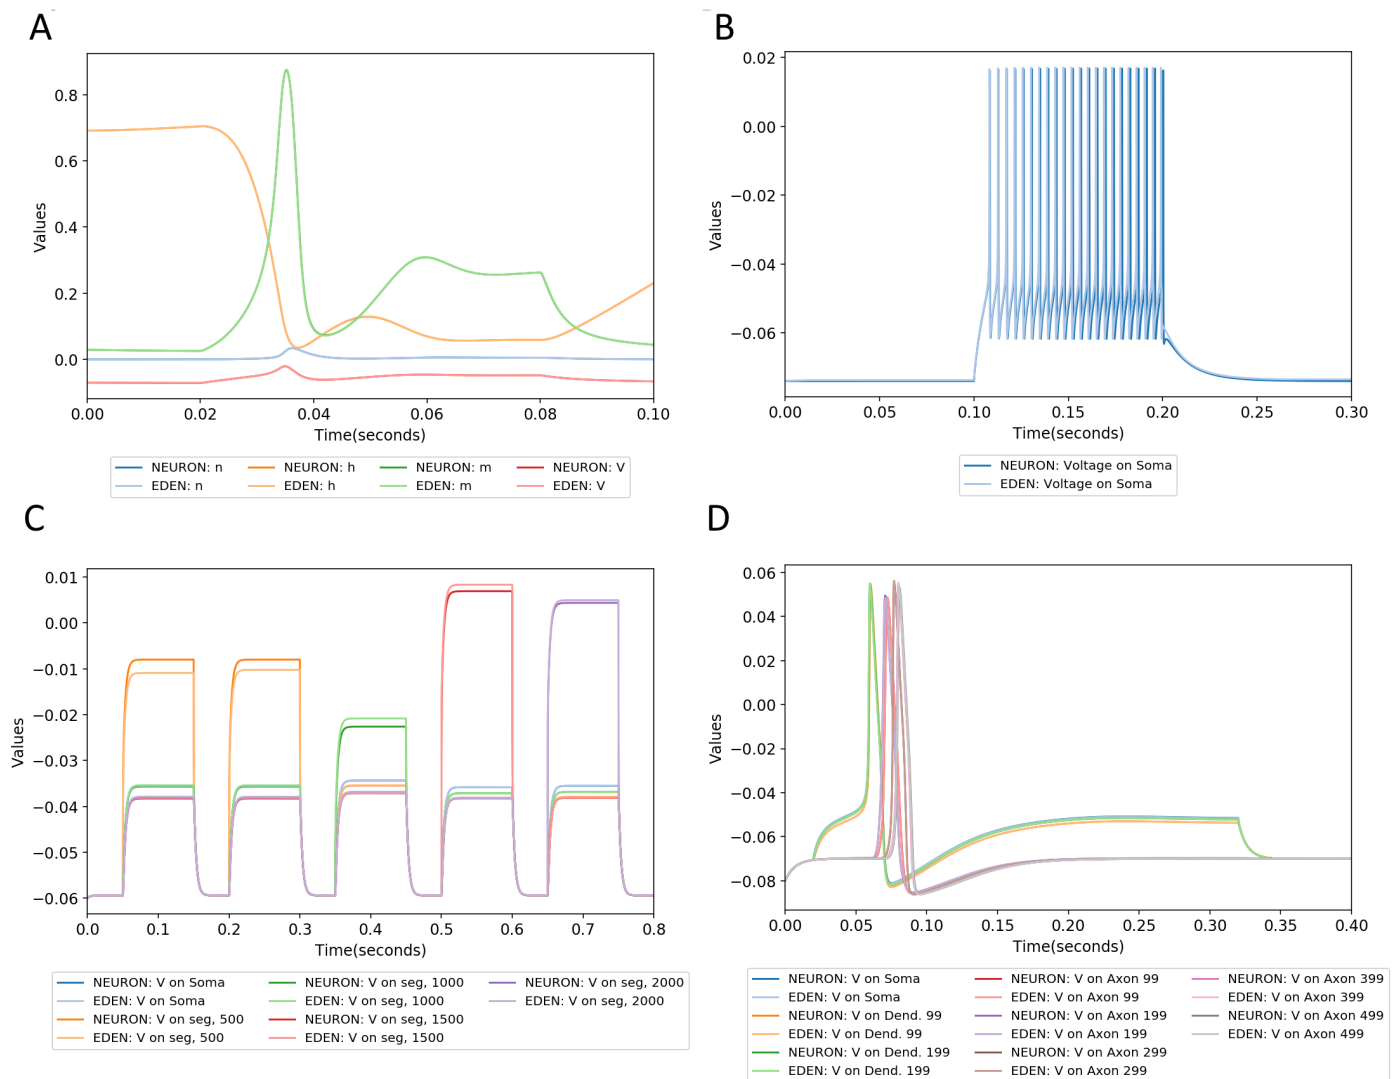 A
Values
0.8
0.6
0.4
0.2
0.0
0.00 0.02 0.04 0.06 0.08 0.10
Time(seconds)
NEURON: n NEURON: h NEURON: m NEURON: V
EDEN: n EDEN: h EDEN: m EDEN: V
B
Values
0.02
0.00
−0.02
−0.04
−0.06
0.00 0.05 0.10 0.15 0.20 0.25 0.30
Time(seconds)
NEURON: Voltage on Soma
EDEN: Voltage on Soma
C
Values
0.01
0.00
−0.01
−0.02
−0.03
−0.04
−0.05
−0.06
0.0 0.1 0.2 0.3 0.4 0.5 0.6 0.7 0.8
Time(seconds)
NEURON: V on Soma NEURON: V on seg, 1000 NEURON: V on seg, 2000
EDEN: V on Soma EDEN: V on seg, 1000 EDEN: V on seg, 2000
NEURON: V on seg, 500 NEURON: V on seg, 1500
EDEN: V on seg, 500 EDEN: V on seg, 1500
D
Values
0.06
0.04
0.02
0.00
−0.02
−0.04
−0.06
−0.08
0.00 0.05 0.10 0.15 0.20 0.25 0.30 0.35 0.40
Time(seconds)
NEURON: V on Soma NEURON: V on Axon 99 NEURON: V on Axon 399
EDEN: V on Soma EDEN: V on Axon 99 EDEN: V on Axon 399
NEURON: V on Dend. 99 NEURON: V on Axon 199 NEURON: V on Axon 499
EDEN: V on Dend. 99 EDEN: V on Axon 199 EDEN: V on Axon 499
NEURON: V on Dend. 199 NEURON: V on Axon 299
EDEN: V on Dend. 199 EDEN: V on Axon 299